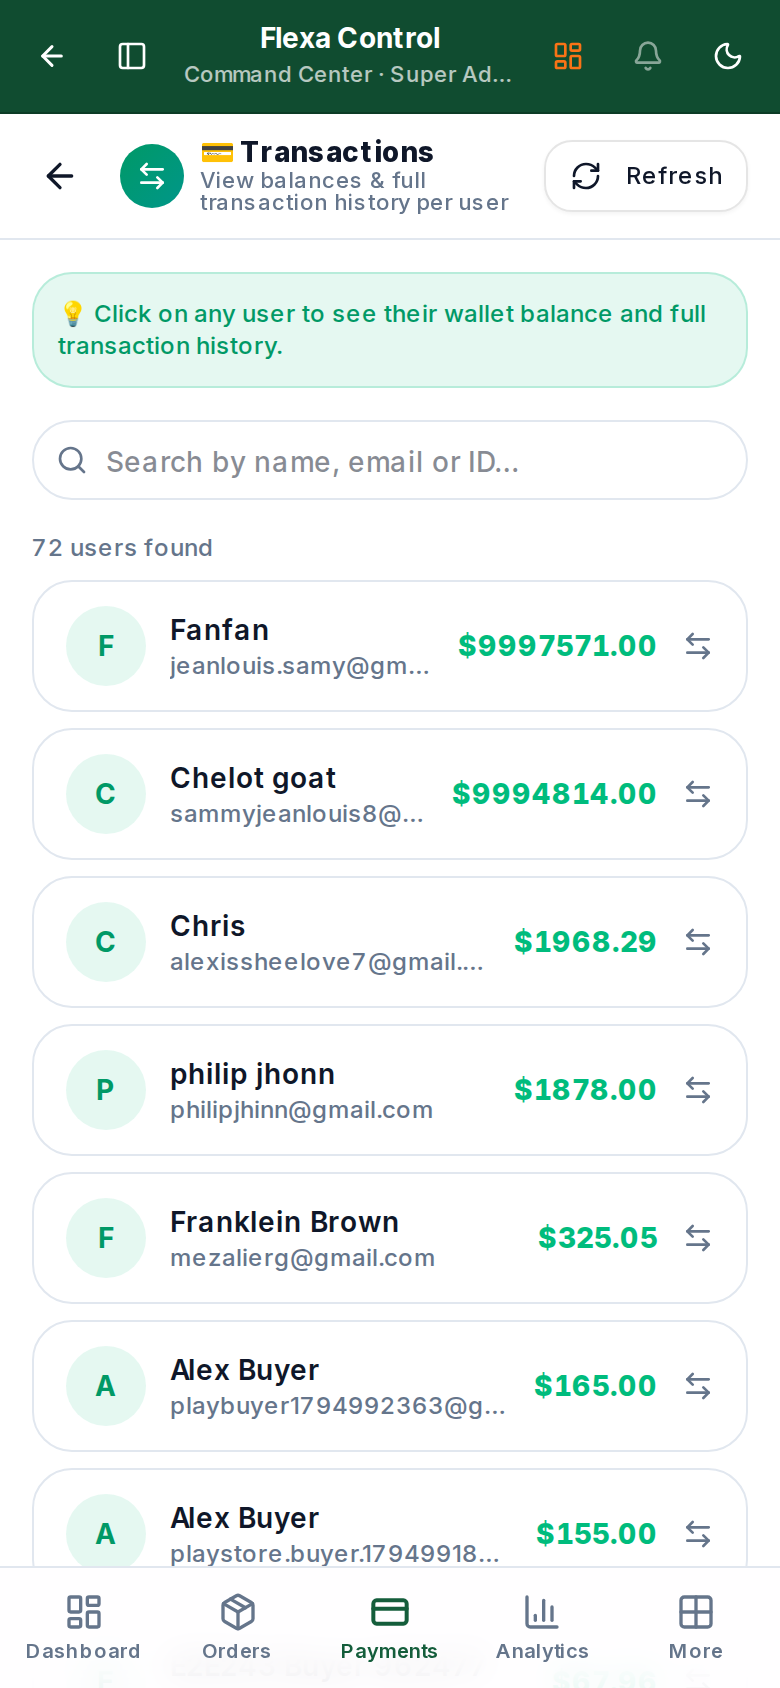 Flexa Control
Command Center · Super Ad...
💳 Transactions
View balances & full
transaction history per user
Refresh
💡 Click on any user to see their wallet balance and full
transaction history.
Search by name, email or ID...
72 users found
F
Fanfan
jeanlouis.samy@gm...
$9997571.00
C
Chelot goat
sammyjeanlouis8@...
$9994814.00
C
Chris
alexissheelove7@gmail....
$1968.29
P
philip jhonn
philipjhinn@gmail.com
$1878.00
F
Franklein Brown
mezalierg@gmail.com
$325.05
A
Alex Buyer
playbuyer1794992363@g...
$165.00
A
Alex Buyer
playstore.buyer.17949918...
$155.00
Dashboard
Orders
Payments
Analytics
More